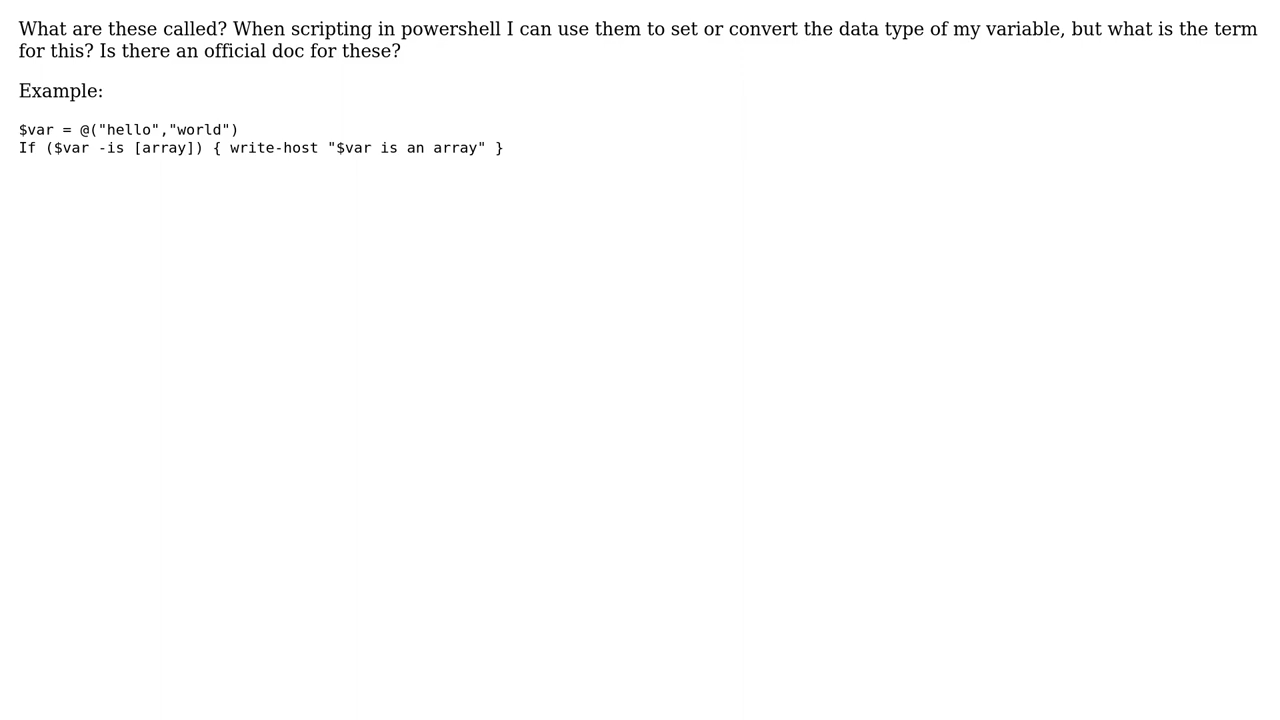 What are these called? When scripting in powershell I can use them to set or convert the data type of my variable, but what is the term
for this? Is there an official doc for these?
Example:
$var = @("hello","world")
If ($var -is [array]) { write-host "$var is an array" }